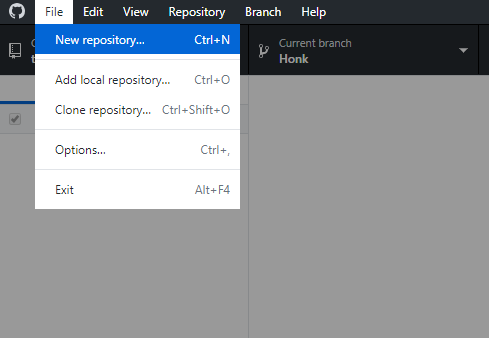 File Edit View Repository Branch Help
New repository... Ctrl+N
Add local repository... Ctrl+O
Clone repository... Ctrl+Shift+O
Options... Ctrl+,
Exit Alt+F4
Current branch
Honk